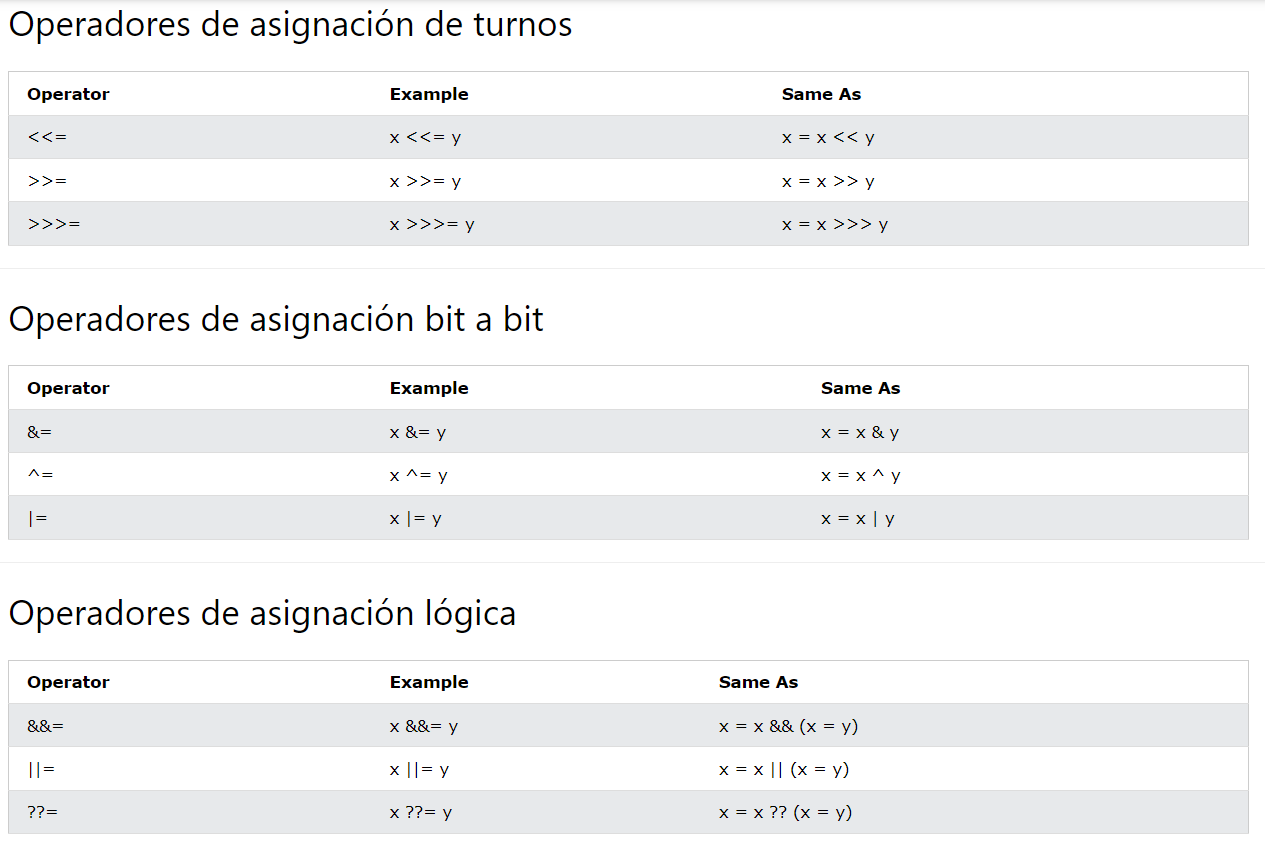 Operadores de asignación de turnos
Operator Example Same As
<<= x <<= y x = x << y
>>= x >>= y x = x >> y
>>>= x >>>= y x = x >>> y
Operadores de asignación bit a bit
Operator Example Same As
&= x &= y x = x & y
^= x ^= y x = x ^ y
|= x |= y x = x | y
Operadores de asignación lógica
Operator Example Same As
&&= x &&= y x = x && (x = y)
||= x ||= y x = x || (x = y)
??= x ??= y x = x ?? (x = y)